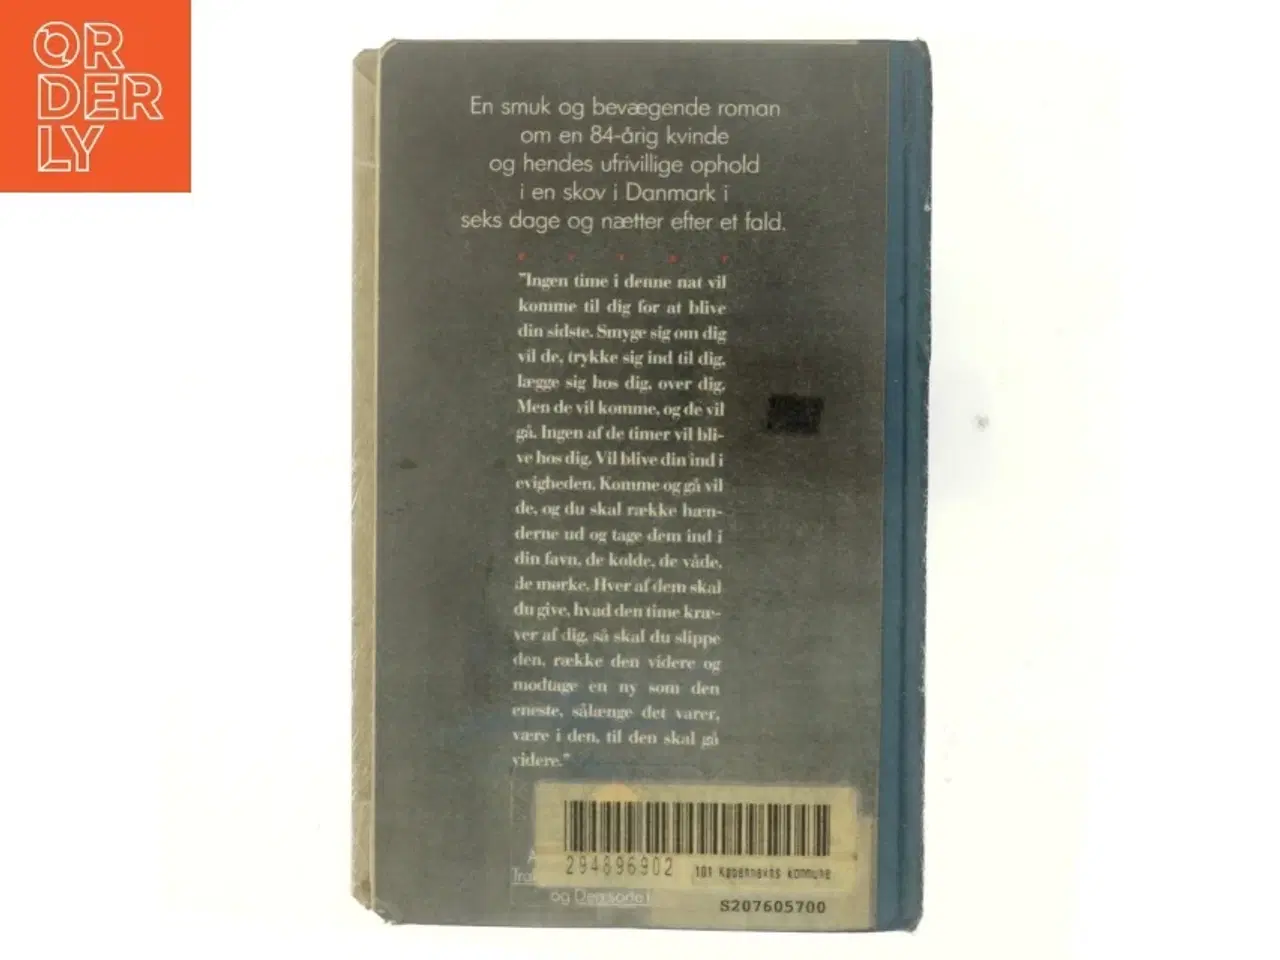 ORDERLY
En smuk og bevægende roman
om en 84-årig kvinde
og hendes ufrivillige ophold
i en skov i Danmark i
seks dage og nætter efter et fald.
"Ingen time i denne nat vil
komme til dig for at blive
din sidste. Smyge sig om dig
vil de, trykke sig ind til dig,
lægge sig hos dig, over dig.
Men de vil komme, og de vil
gå. Ingen af de timer vil bli-
ve hos dig. Vil blive din ind i
evigheden. Komme og gå vil
de, og du skal række hæn-
derne ud og tage dem ind i
din favn, de kolde, de våde,
de mørke. Hver af dem skal
du give, hvad den time kræ-
ver af dig, så skal du slippe
den, række den videre og
modtage en ny som den
eneste, sålænge det varer,
være i den, til den skal gå
videre."
294896902
101 Københavns kommune
og Den sorte
S207605700